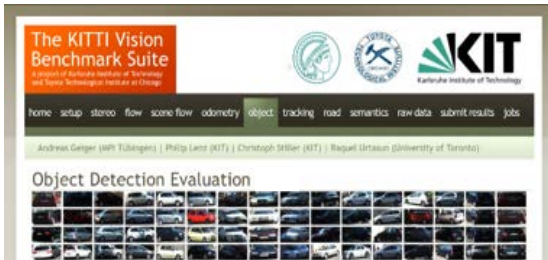 The KITTI Vision
Benchmark Suite
A project of Karlsruhe Institute of Technology
and Toyota Technological Institute at Chicago
KIT
Karlsruhe Institute of Technology
home setup stereo flow scene flow odometry object tracking road semantics raw data submit results jobs
Andreas Geiger (MPI Tübingen) | Philip Lenz (KIT) | Christoph Stiller (KIT) | Raquel Urtasun (University of Toronto)
Object Detection Evaluation